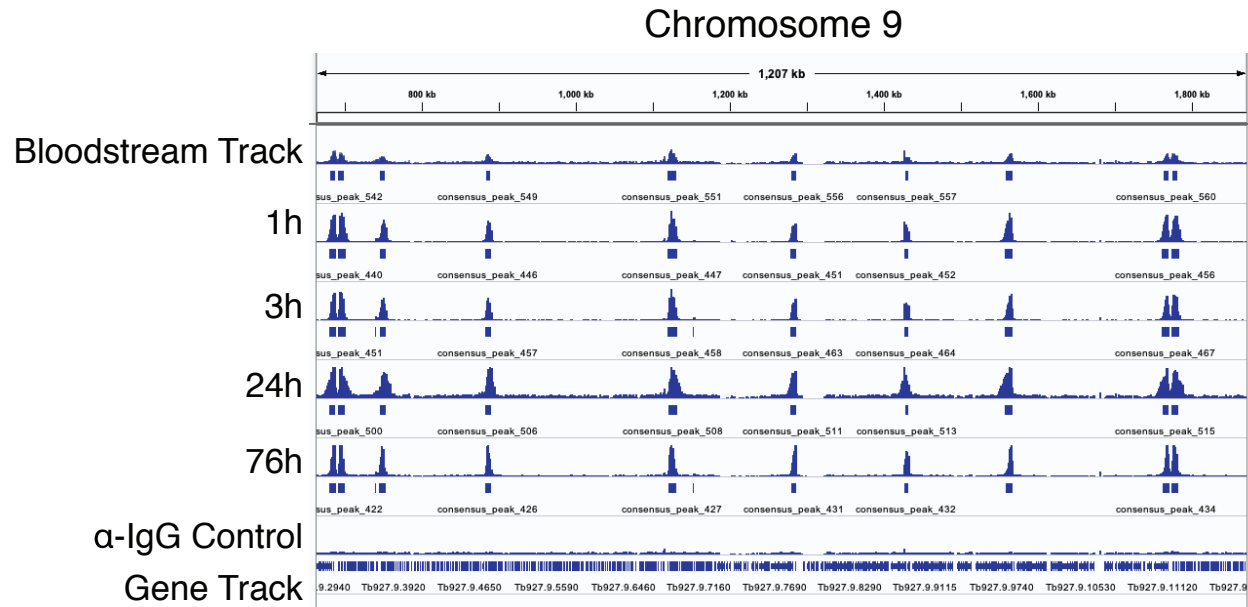 Chromosome 9
1,207 kb
800 kb 1,000 kb 1,200 kb 1,400 kb 1,600 kb 1,800 kb
Bloodstream Track
sus_peak_542 consensus_peak_549 consensus_peak_551 consensus_peak_556 consensus_peak_557 consensus_peak_560
1h
sus_peak_440 consensus_peak_446 consensus_peak_447 consensus_peak_451 consensus_peak_452 consensus_peak_456
3h
sus_peak_451 consensus_peak_457 consensus_peak_458 consensus_peak_463 consensus_peak_464 consensus_peak_467
24h
sus_peak_500 consensus_peak_506 consensus_peak_508 consensus_peak_511 consensus_peak_513 consensus_peak_515
76h
sus_peak_422 consensus_peak_426 consensus_peak_427 consensus_peak_431 consensus_peak_432 consensus_peak_434
α-IgG Control
Gene Track
.9.2940 Tb927.9.3920 Tb927.9.4650 Tb927.9.5590 Tb927.9.6460 Tb927.9.7160 Tb927.9.7690 Tb927.9.8290 Tb927.9.9115 Tb927.9.9740 Tb927.9.10530 Tb927.9.11120 Tb927.9